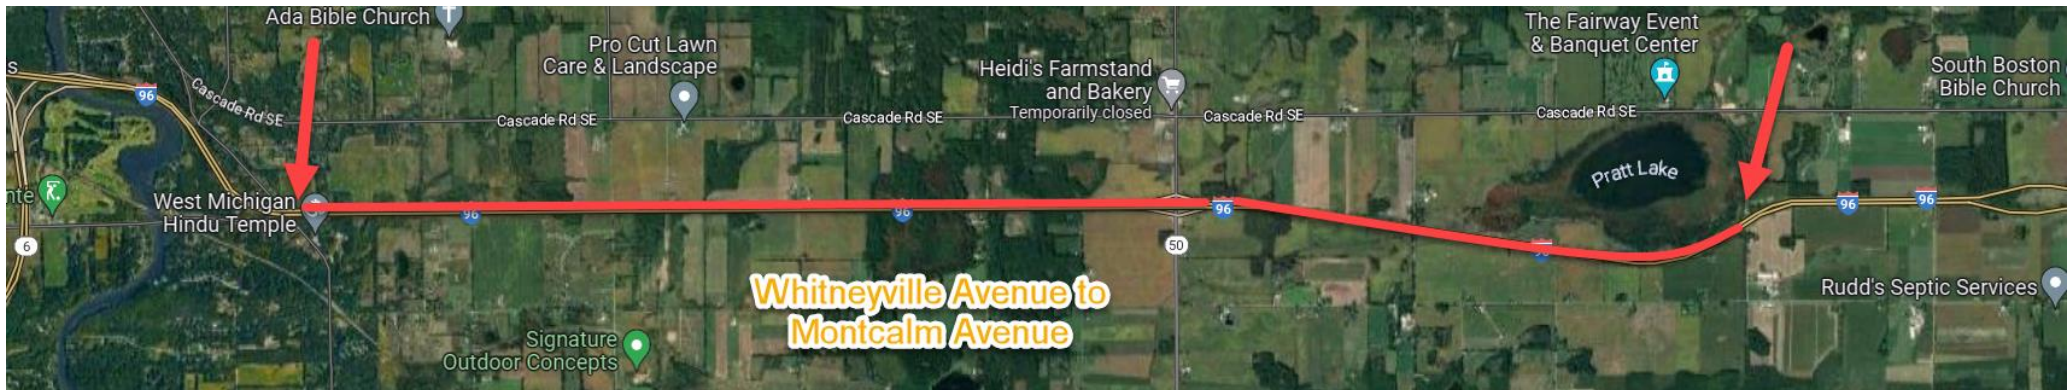 Ada Bible Church
Pro Cut Lawn
Care & Landscape
Heidi's Farmstand
and Bakery
Temporarily closed
The Fairway Event
& Banquet Center
South Boston
Bible Church
s
96
Cascade Rd SE
Cascade Rd SE
Cascade Rd SE
Cascade Rd SE
Cascade Rd SE
Pratt Lake
nte
West Michigan
Hindu Temple
96
96
96
96
96
96
6
50
Whitneyville Avenue to
Montcalm Avenue
Rudd's Septic Services
Signature
Outdoor Concepts